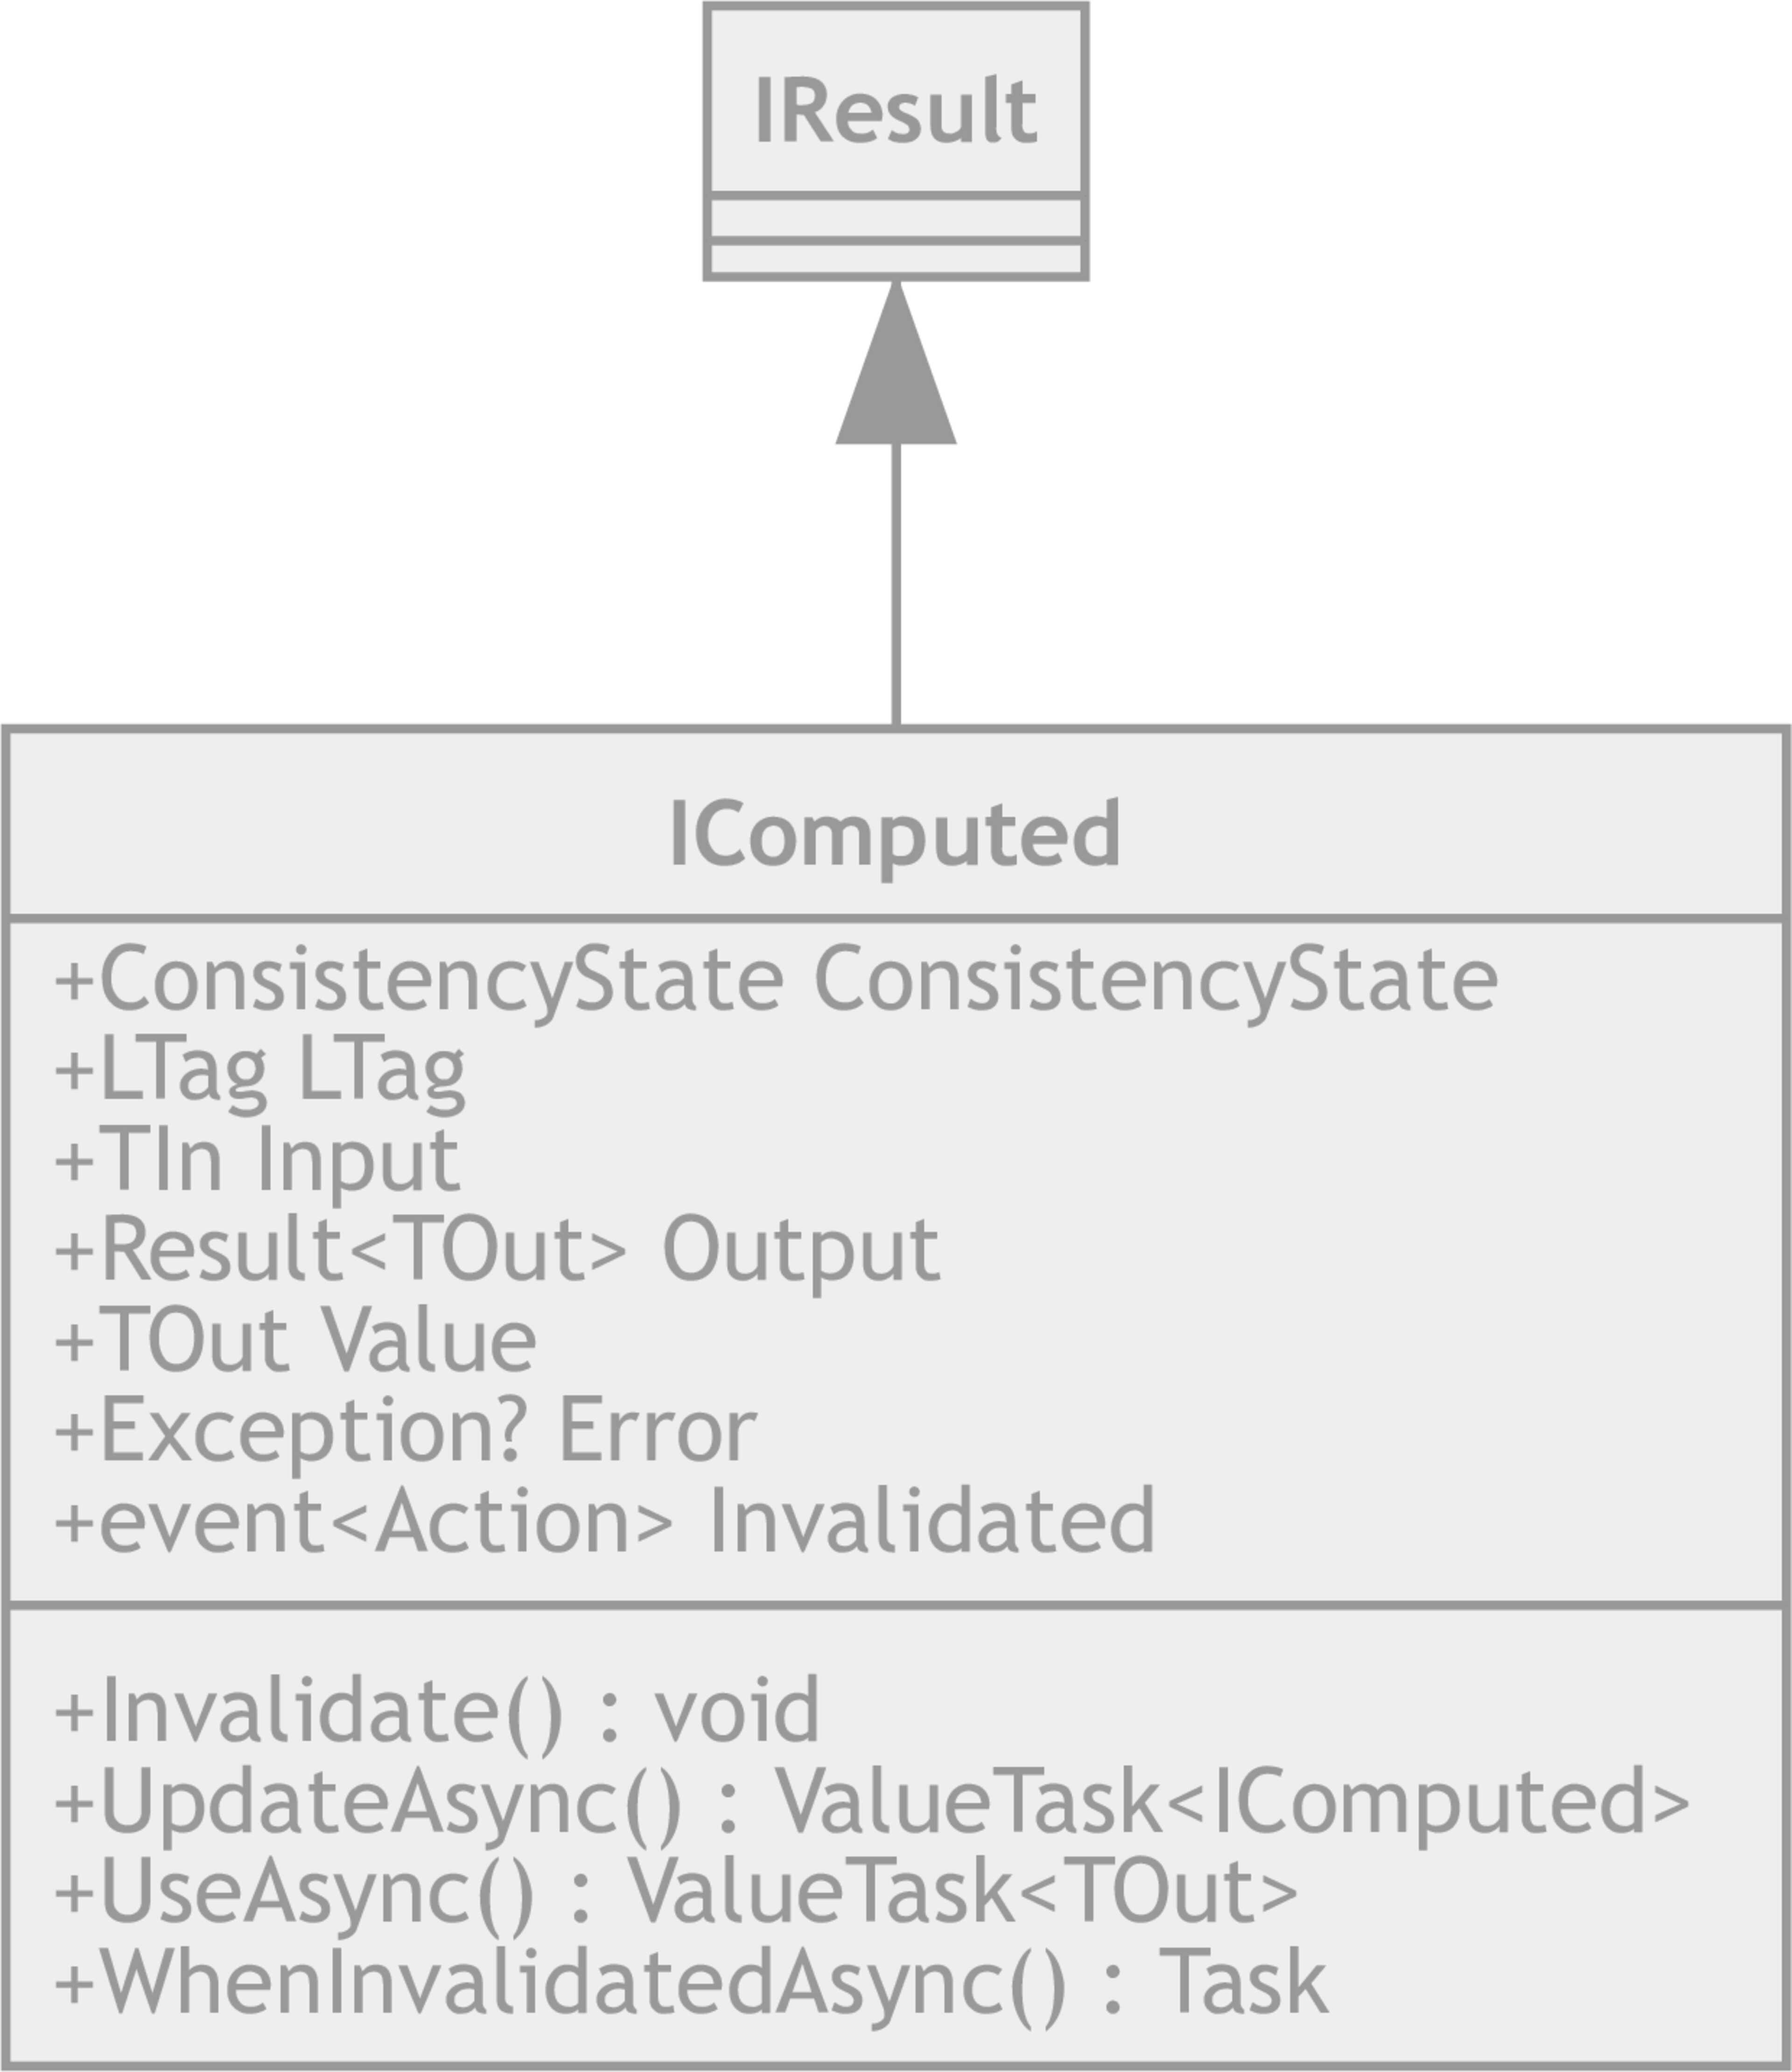 IResult
IComputed
+ConsistencyState ConsistencyState
+LTag LTag
+TIn Input
+Result<TOut> Output
+TOut Value
+Exception? Error
+event<Action> Invalidated
+Invalidate() : void
+UpdateAsync() : ValueTask<IComputed>
+UseAsync() : ValueTask<TOut>
+WhenInvalidatedAsync() : Task